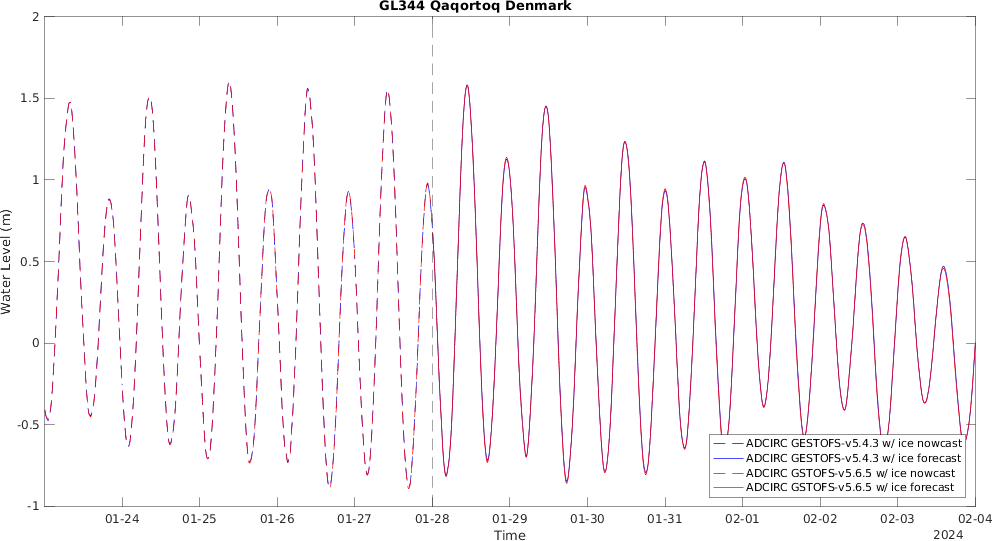 GL344 Qaqortoq Denmark
Water Level (m)
2
1.5
1
0.5
0
-0.5
-1
ADCIRC GESTOFS-v5.4.3 w/ ice nowcast
ADCIRC GESTOFS-v5.4.3 w/ ice forecast
ADCIRC GSTOFS-v5.6.5 w/ ice nowcast
ADCIRC GSTOFS-v5.6.5 w/ ice forecast
01-24 01-25 01-26 01-27 01-28 01-29 01-30 01-31 02-01 02-02 02-03 02-04
Time
2024